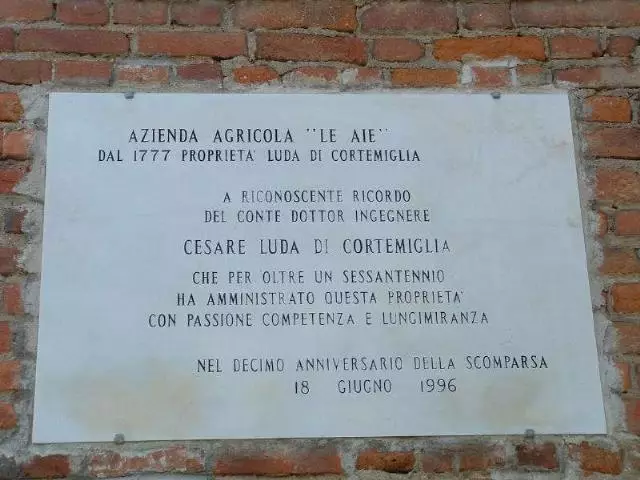 AZIENDA AGRICOLA "LE AIE"
DAL 1777 PROPRIETA' LUDA DI CORTEMIGLIA
A RICONOSCENTE RICORDO
DEL CONTE DOTTOR INGEGNERE
CESARE LUDA DI CORTEMIGLIA
CHE PER OLTRE UN SESSANTENNIO
HA AMMINISTRATO QUESTA PROPRIETA'
CON PASSIONE COMPETENZA E LUNGIMIRANZA
NEL DECIMO ANNIVERSARIO DELLA SCOMPARSA
18 GIUGNO 1996